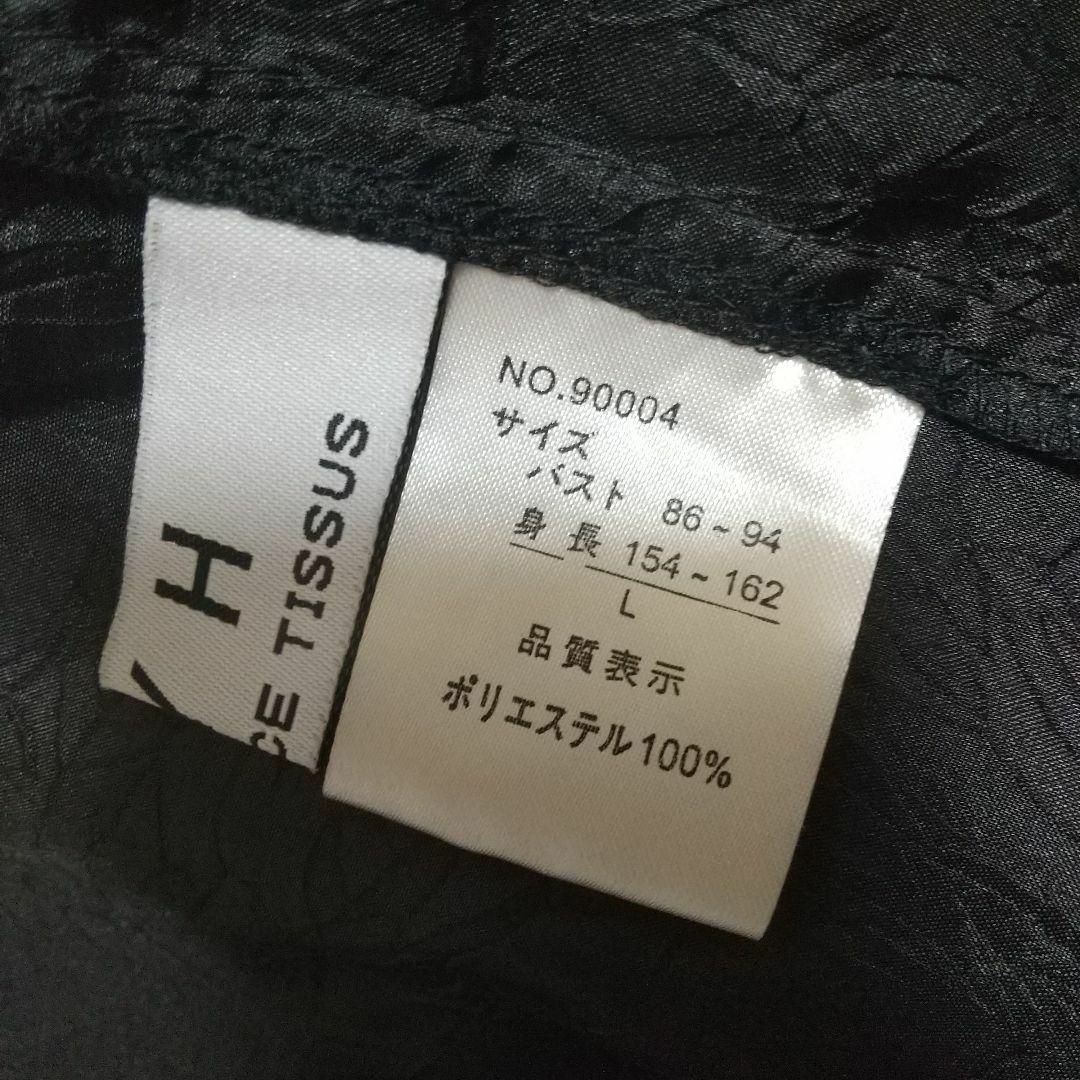 H
CE TISSUS
NO.90004
サイズ
バスト 86~94
身長 154~162
L
品質表示
ポリエステル100%